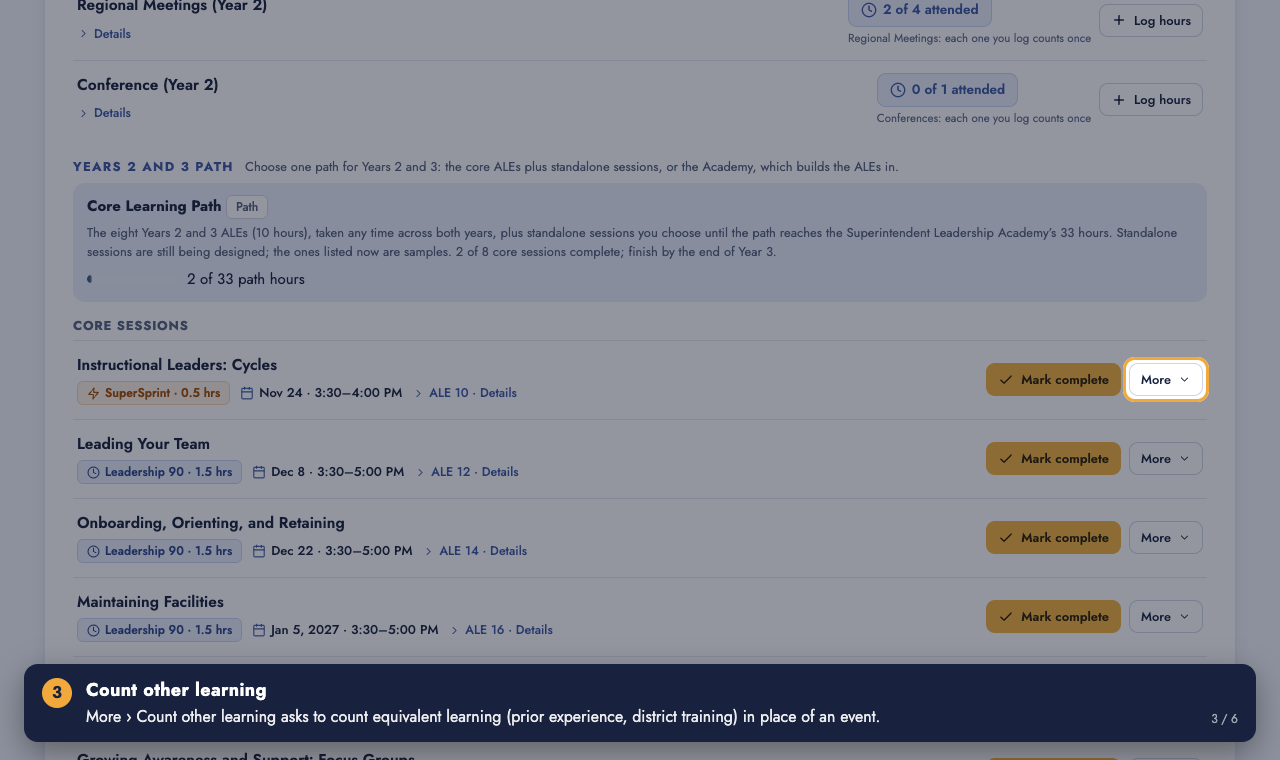 Regional Meetings (Year 2)
2 of 4 attended
Log hours
Details
Regional Meetings: each one you log counts once
Conference (Year 2)
0 of 1 attended
Log hours
Details
Conferences: each one you log counts once
YEARS 2 AND 3 PATH Choose one path for Years 2 and 3: the core ALEs plus standalone sessions, or the Academy, which builds the ALEs in.
Core Learning Path Path
The eight Years 2 and 3 ALEs (10 hours), taken any time across both years, plus standalone sessions you choose until the path reaches the Superintendent Leadership Academy's 33 hours. Standalone
sessions are still being designed; the ones listed now are samples. 2 of 8 core sessions complete; finish by the end of Year 3.
2 of 33 path hours
CORE SESSIONS
Instructional Leaders: Cycles
SuperSprint · 0.5 hrs Nov 24 · 3:30–4:00 PM ALE 10 · Details
Mark complete More
Leading Your Team
Leadership 90 · 1.5 hrs Dec 8 · 3:30–5:00 PM ALE 12 · Details
Mark complete More
Onboarding, Orienting, and Retaining
Leadership 90 · 1.5 hrs Dec 22 · 3:30–5:00 PM ALE 14 · Details
Mark complete More
Maintaining Facilities
Leadership 90 · 1.5 hrs Jan 5, 2027 · 3:30–5:00 PM ALE 16 · Details
Mark complete More
3 Count other learning
More › Count other learning asks to count equivalent learning (prior experience, district training) in place of an event.
3 / 6
Growing Awareness and Support: Focus Groups